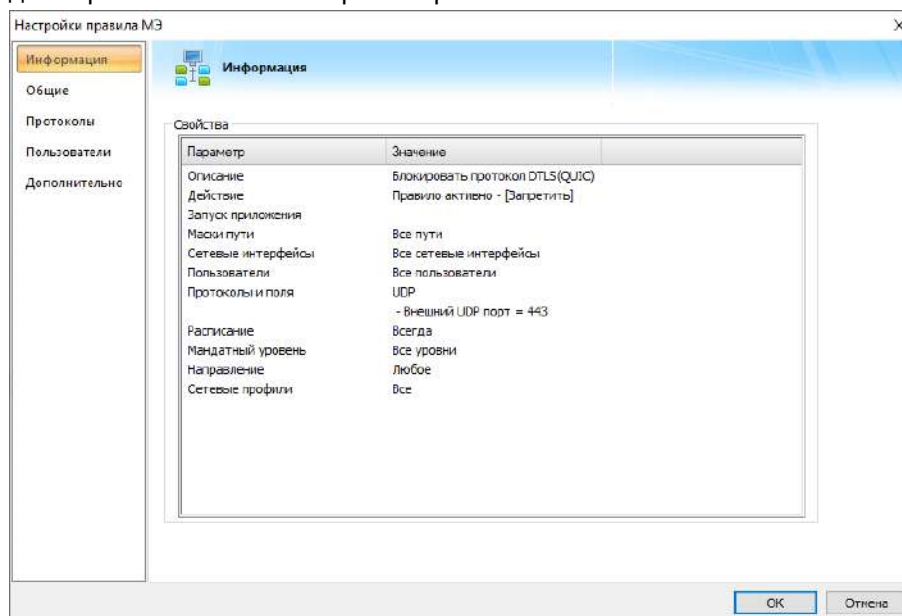 Настройки правила МЭ
Информация
Общие
Протоколы
Пользователи
Дополнительно
Информация
Свойства
Параметр Значение
Описание Блокировать протокол DTLS(QUIC)
Действие Правило активно - [Запретить]
Запуск приложения
Маски пути Все пути
Сетевые интерфейсы Все сетевые интерфейсы
Пользователи Все пользователи
Протоколы и поля UDP
- Внешний UDP порт = 443
Расписание Всегда
Мандатный уровень Все уровни
Направление Любое
Сетевые профили Все
OK Отмена